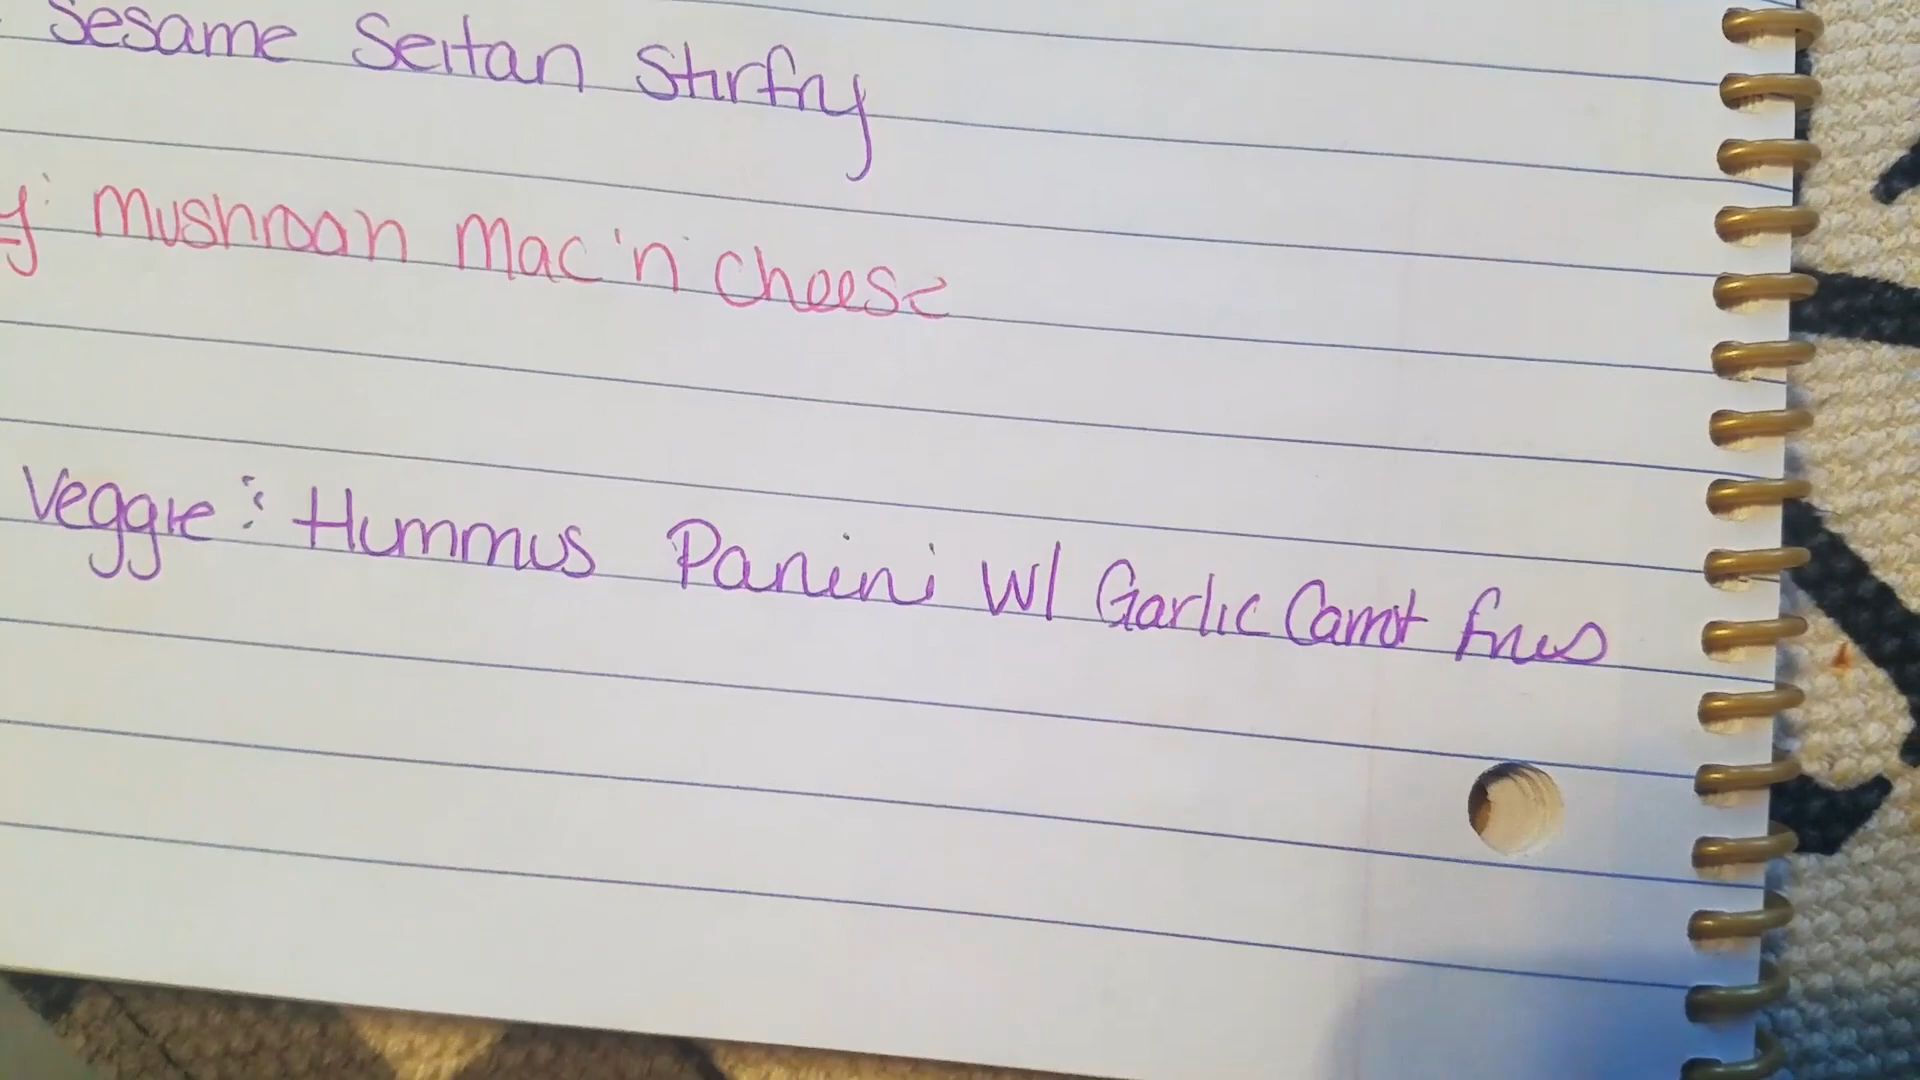 Sesame Seitan Stirfry
y: Mushroom Mac 'n' Cheese
Veggie: Hummus Panini w/ Garlic Carrot fries